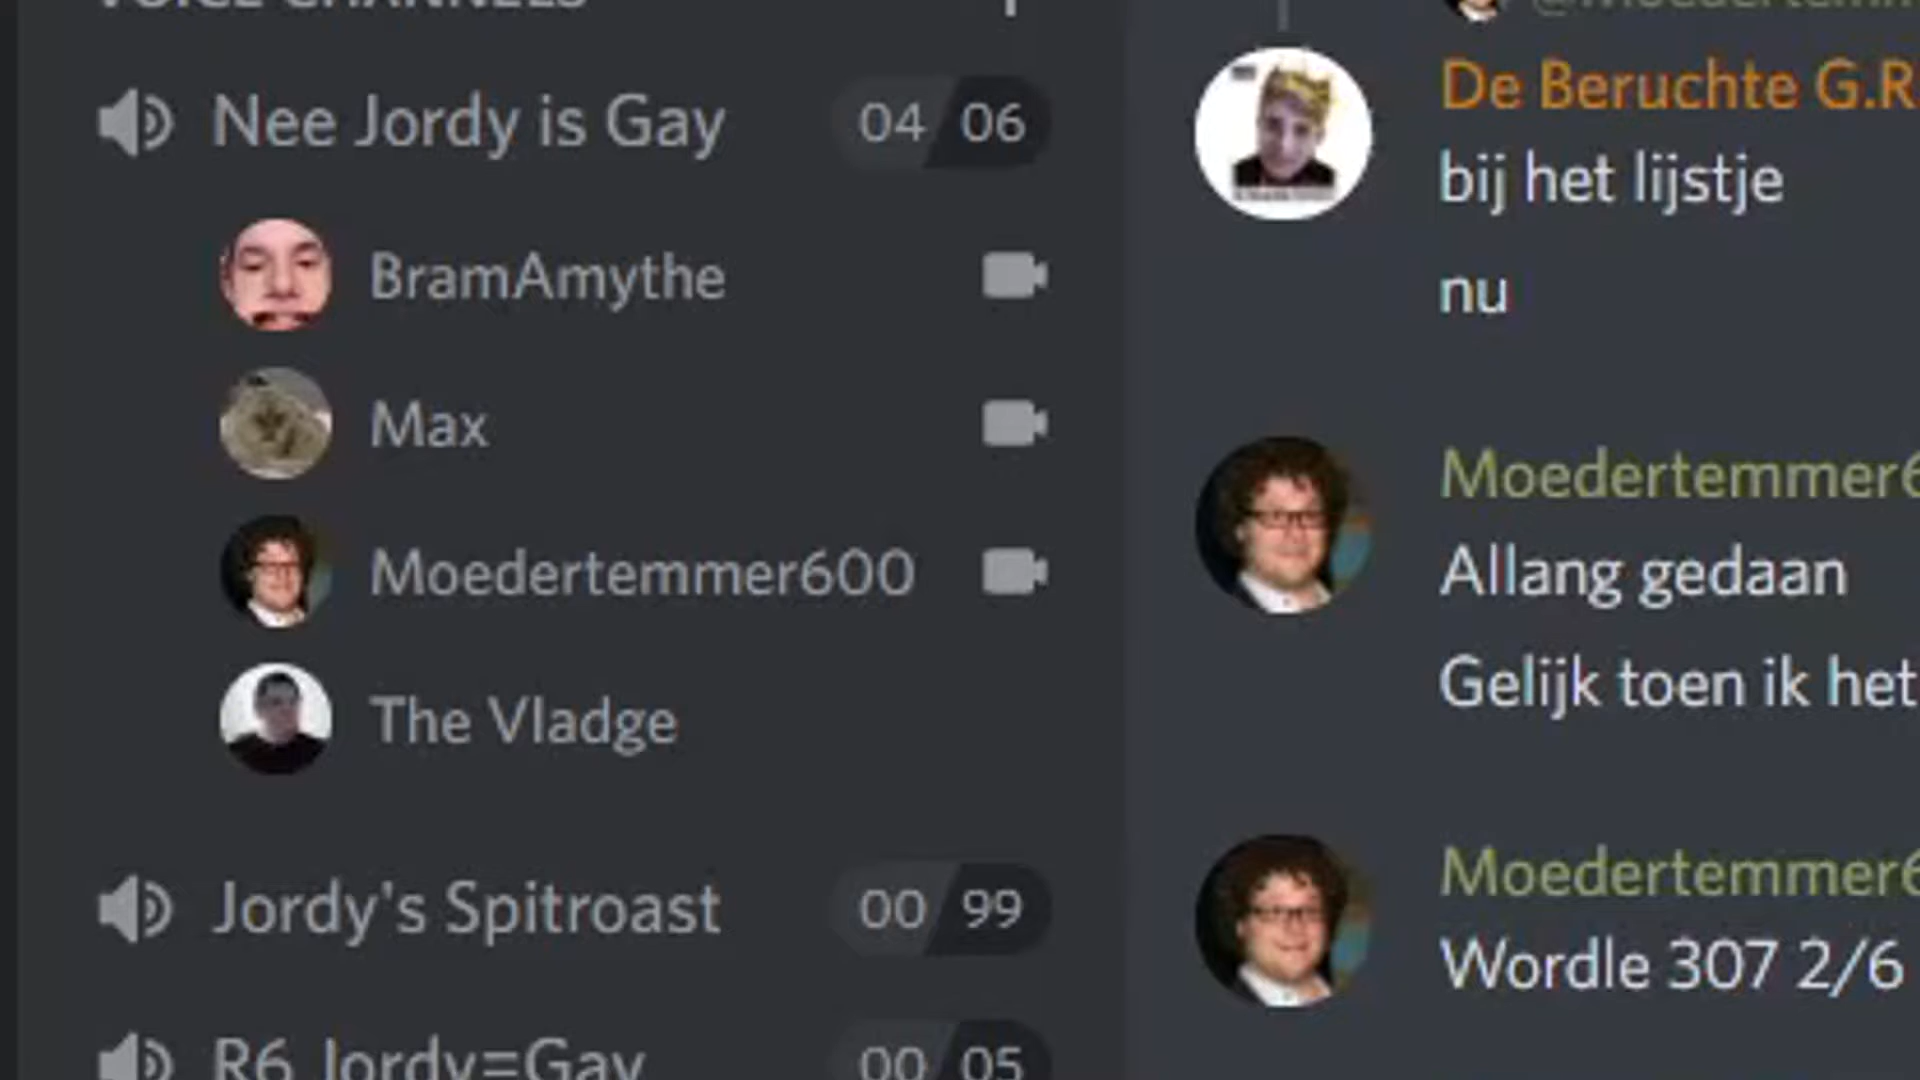 VOICE CHANNELS
Nee Jordy is Gay 04 06
BramAmythe
Max
Moedertemmer600
The Vladge
Jordy's Spitroast 00 99
R6 Jordy=Gay 00 05
De Beruchte G.R
bij het lijstje
nu
Moedertemmer6
Allang gedaan
Gelijk toen ik het
Moedertemmer6
Wordle 307 2/6